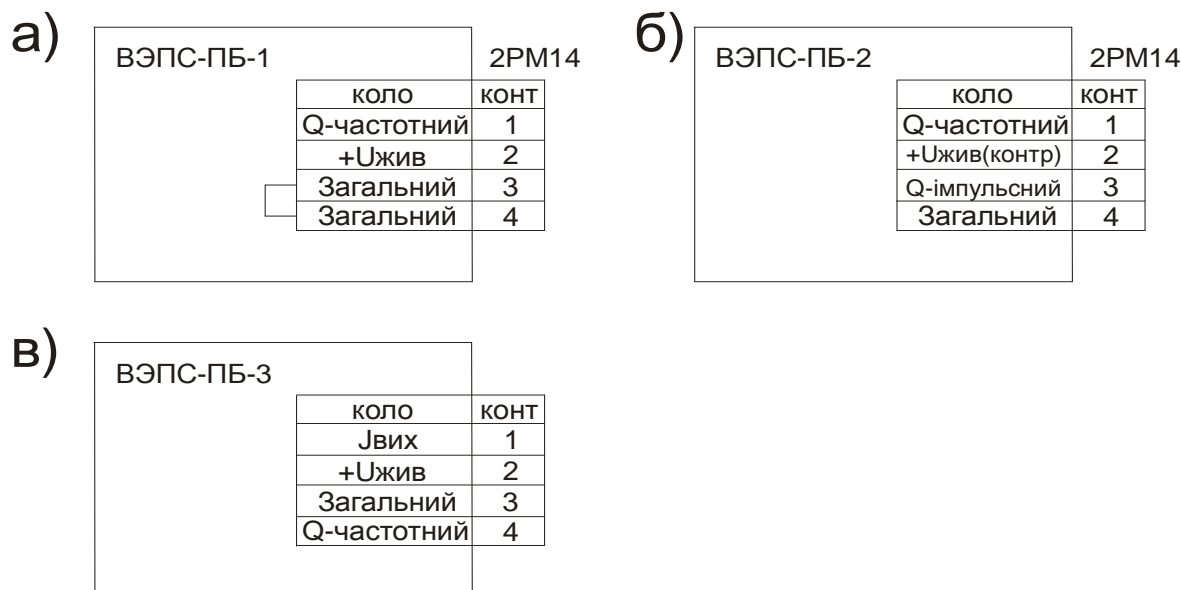 а)
ВЭПС-ПБ-1 2РМ14
коло конт
Q-частотний 1
+Uжив 2
Загальний 3
Загальний 4
б)
ВЭПС-ПБ-2 2РМ14
коло конт
Q-частотний 1
+Uжив(контр) 2
Q-імпульсний 3
Загальний 4
в)
ВЭПС-ПБ-3
коло конт
Jвих 1
+Uжив 2
Загальний 3
Q-частотний 4